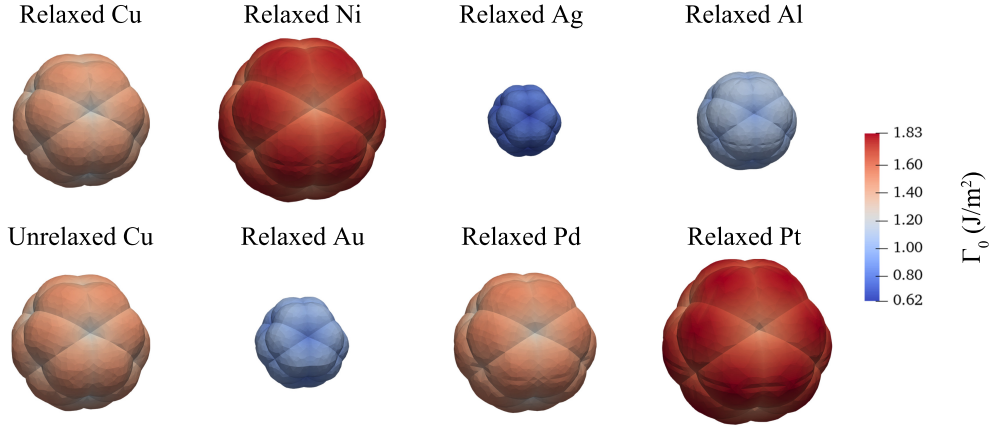 Relaxed Cu
Relaxed Ni
Relaxed Ag
Relaxed Al
Unrelaxed Cu
Relaxed Au
Relaxed Pd
Relaxed Pt
1.83
1.60
1.40
1.20
1.00
0.80
0.62
Γ₀ (J/m²)